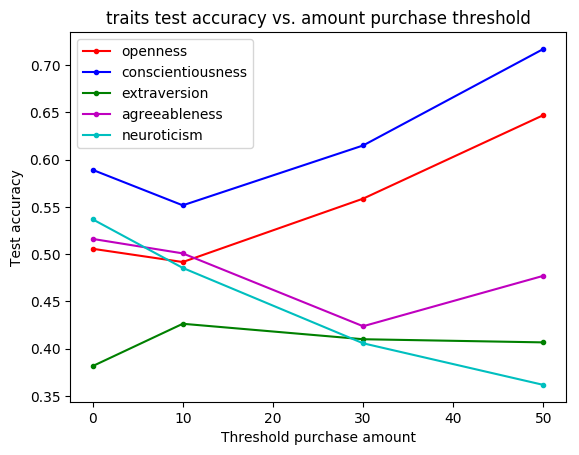 traits test accuracy vs. amount purchase threshold
openness
conscientiousness
extraversion
agreeableness
neuroticism
Test accuracy
0.70
0.65
0.60
0.55
0.50
0.45
0.40
0.35
0
10
20
30
40
50
Threshold purchase amount